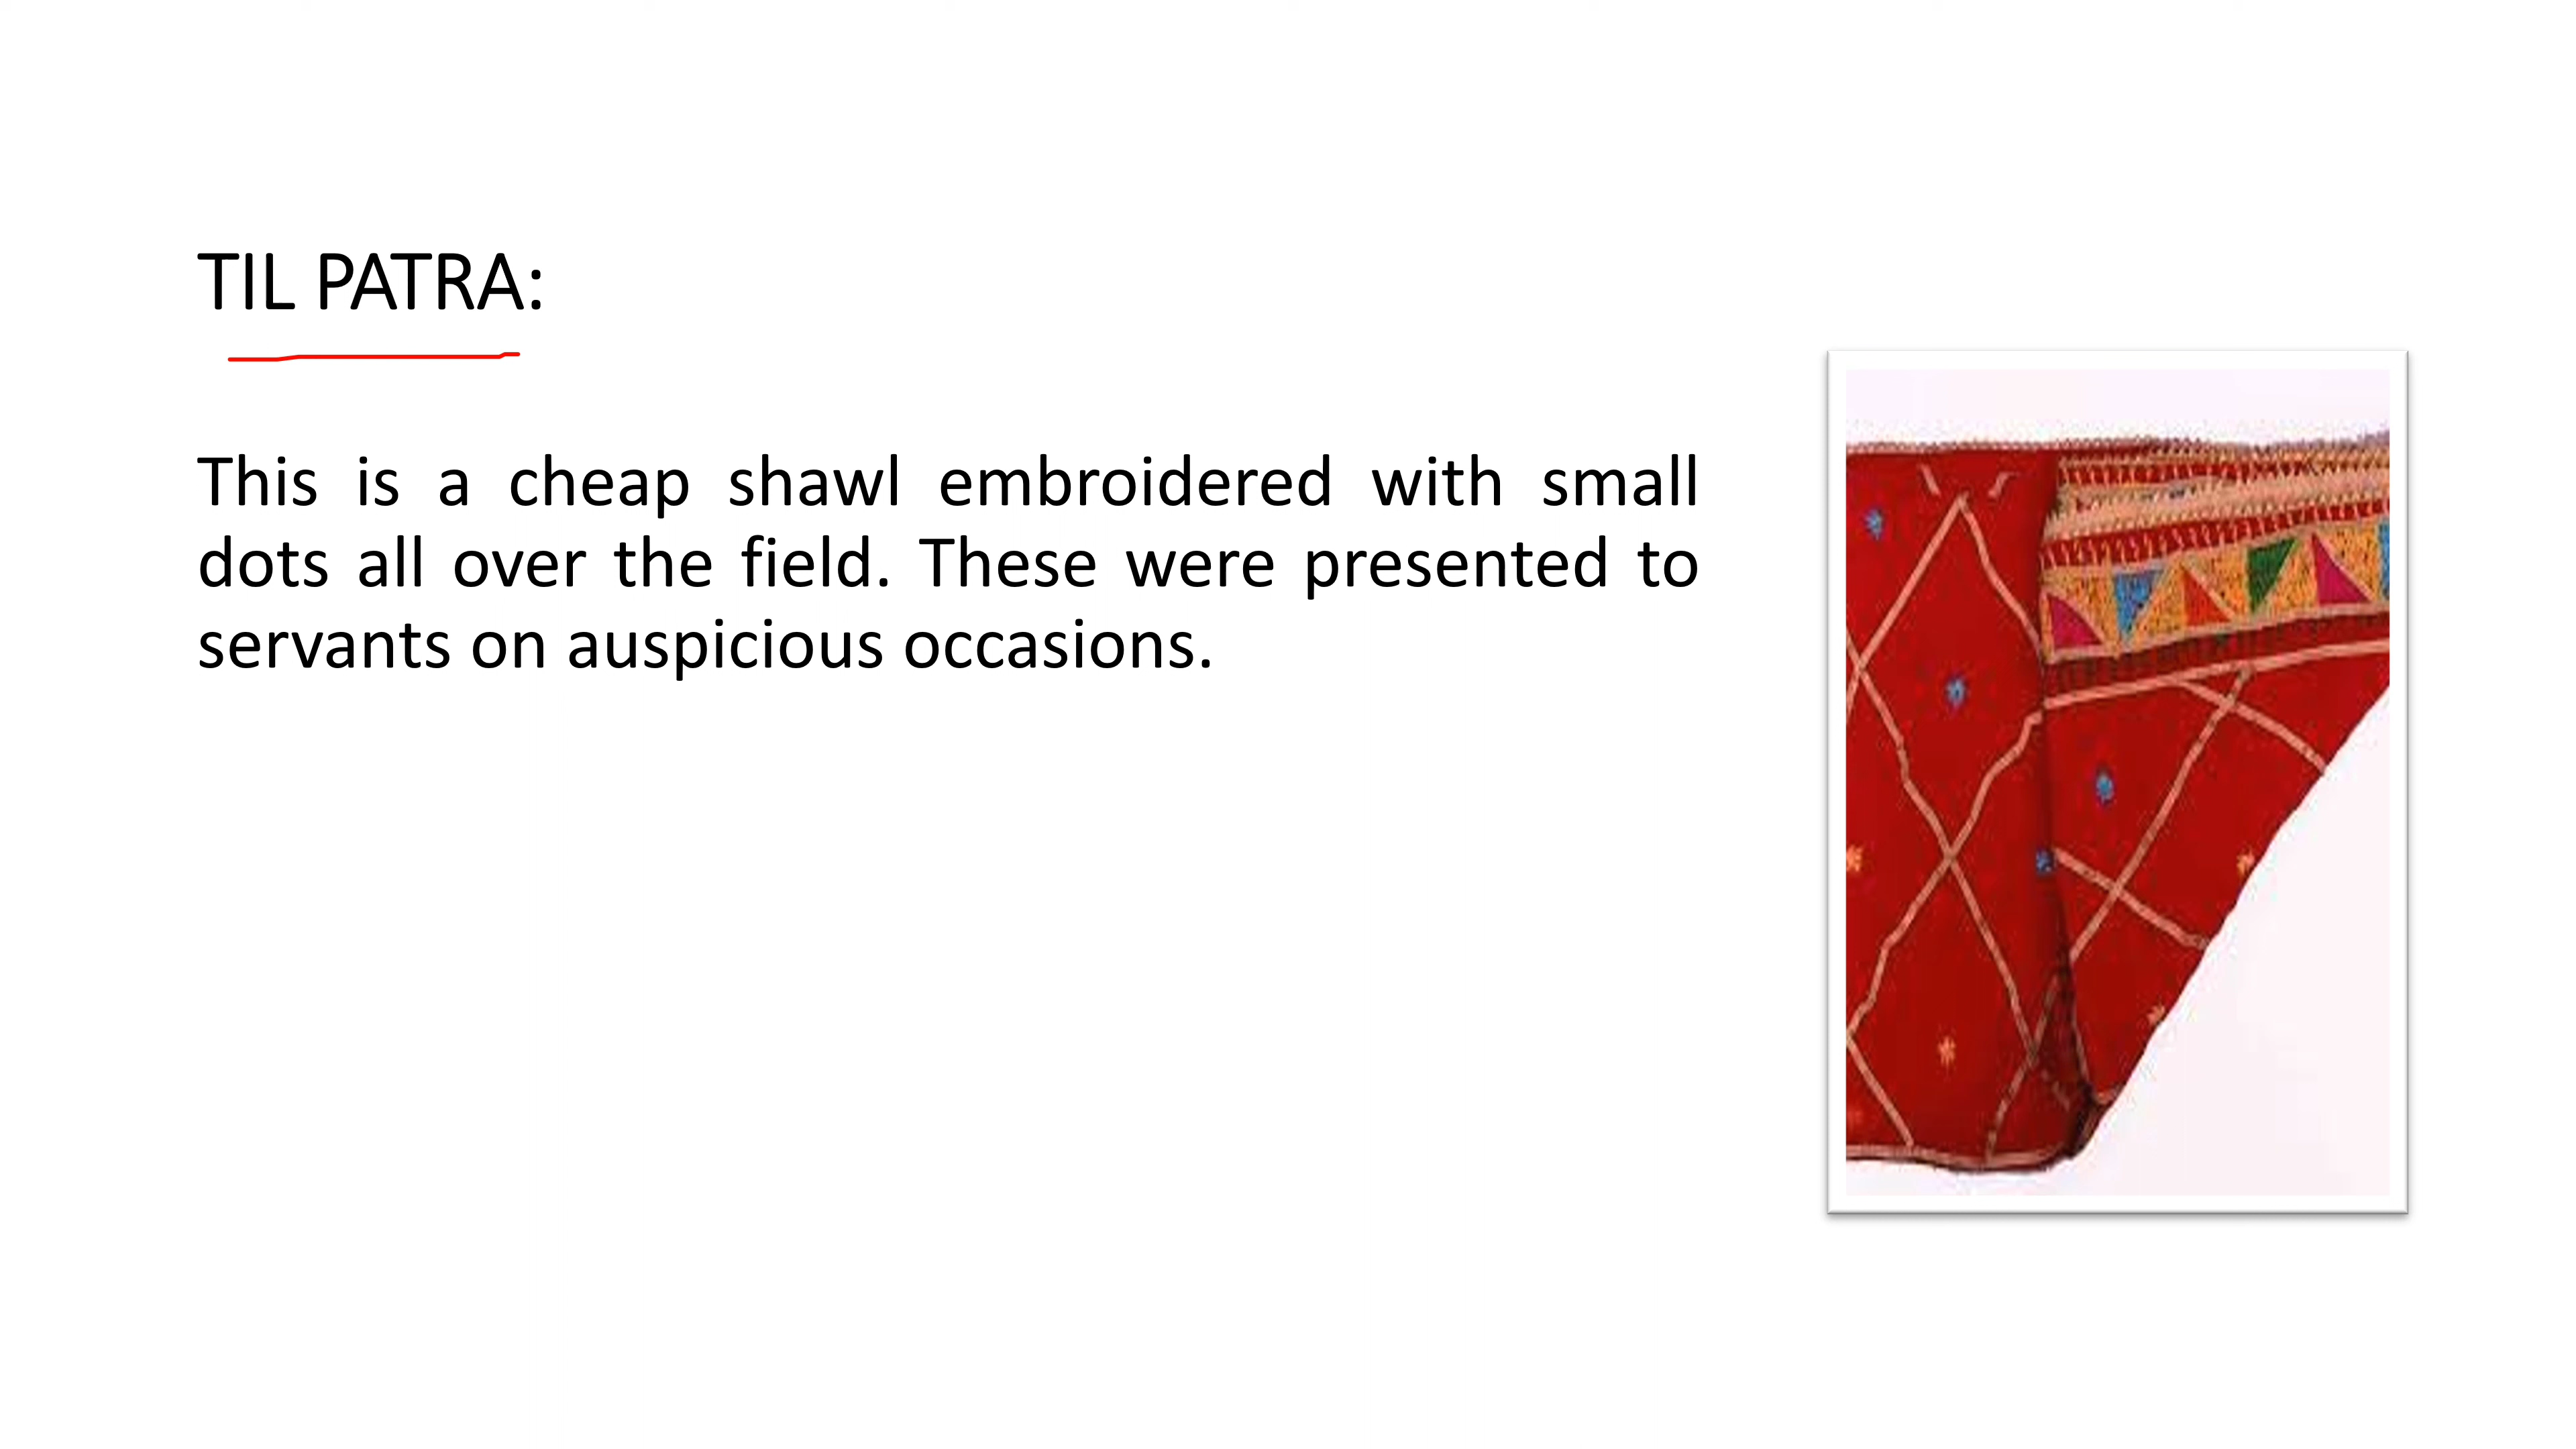 TIL PATRA:
This is a cheap shawl embroidered with small
dots all over the field. These were presented to
servants on auspicious occasions.